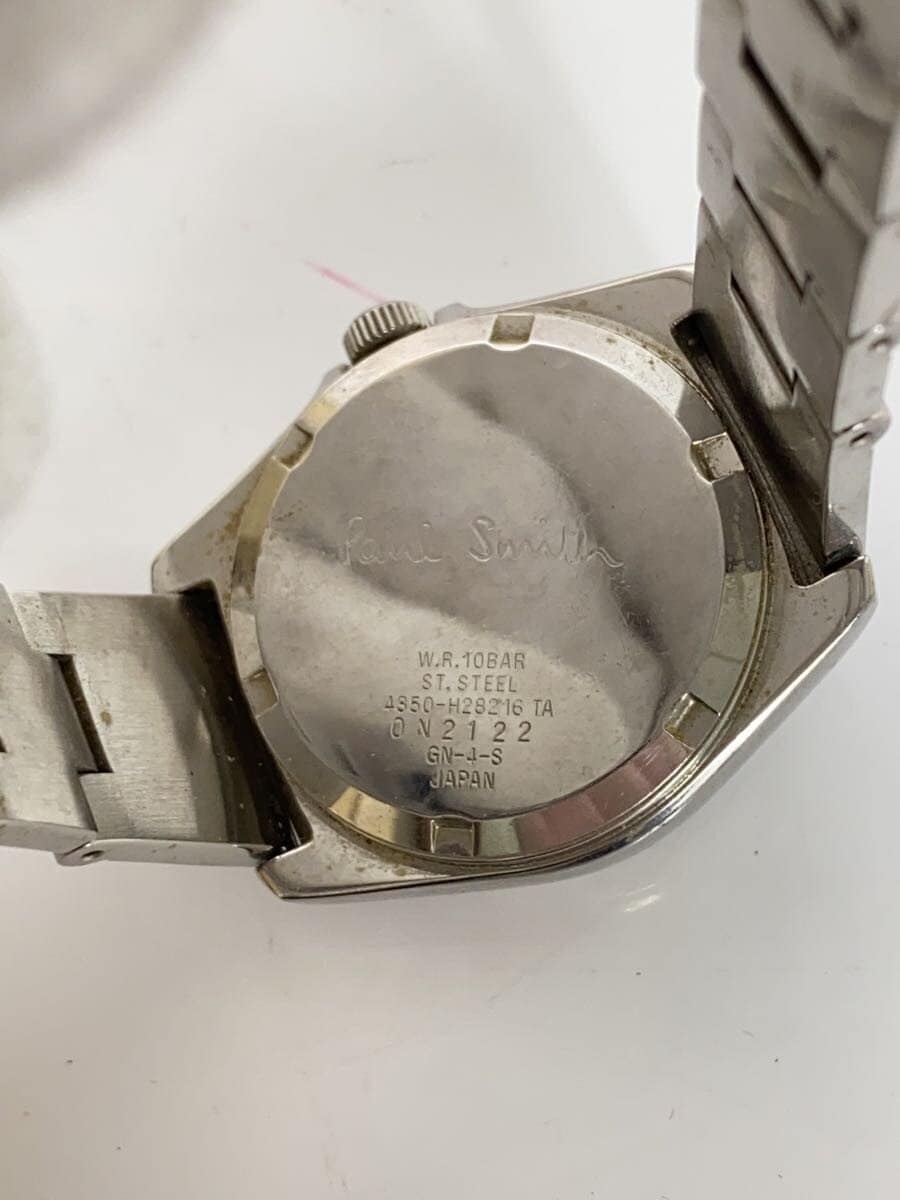 Paul Smith
W.R.10BAR
ST.STEEL
4350-H28216 TA
0N2122
GN-4-S
JAPAN